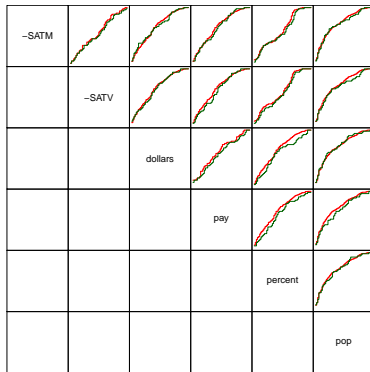 −SATM
−SATV
dollars
pay
percent
pop